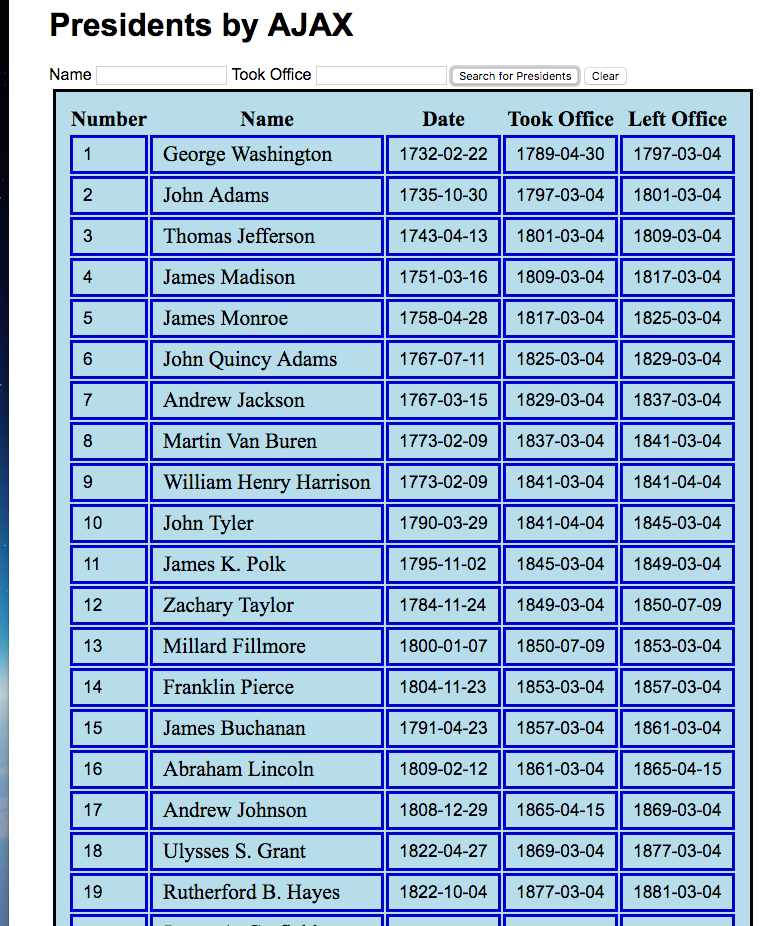 Presidents by AJAX
Name Took Office Search for Presidents Clear
Number Name Date Took Office Left Office
1 George Washington 1732-02-22 1789-04-30 1797-03-04
2 John Adams 1735-10-30 1797-03-04 1801-03-04
3 Thomas Jefferson 1743-04-13 1801-03-04 1809-03-04
4 James Madison 1751-03-16 1809-03-04 1817-03-04
5 James Monroe 1758-04-28 1817-03-04 1825-03-04
6 John Quincy Adams 1767-07-11 1825-03-04 1829-03-04
7 Andrew Jackson 1767-03-15 1829-03-04 1837-03-04
8 Martin Van Buren 1773-02-09 1837-03-04 1841-03-04
9 William Henry Harrison 1773-02-09 1841-03-04 1841-04-04
10 John Tyler 1790-03-29 1841-04-04 1845-03-04
11 James K. Polk 1795-11-02 1845-03-04 1849-03-04
12 Zachary Taylor 1784-11-24 1849-03-04 1850-07-09
13 Millard Fillmore 1800-01-07 1850-07-09 1853-03-04
14 Franklin Pierce 1804-11-23 1853-03-04 1857-03-04
15 James Buchanan 1791-04-23 1857-03-04 1861-03-04
16 Abraham Lincoln 1809-02-12 1861-03-04 1865-04-15
17 Andrew Johnson 1808-12-29 1865-04-15 1869-03-04
18 Ulysses S. Grant 1822-04-27 1869-03-04 1877-03-04
19 Rutherford B. Hayes 1822-10-04 1877-03-04 1881-03-04